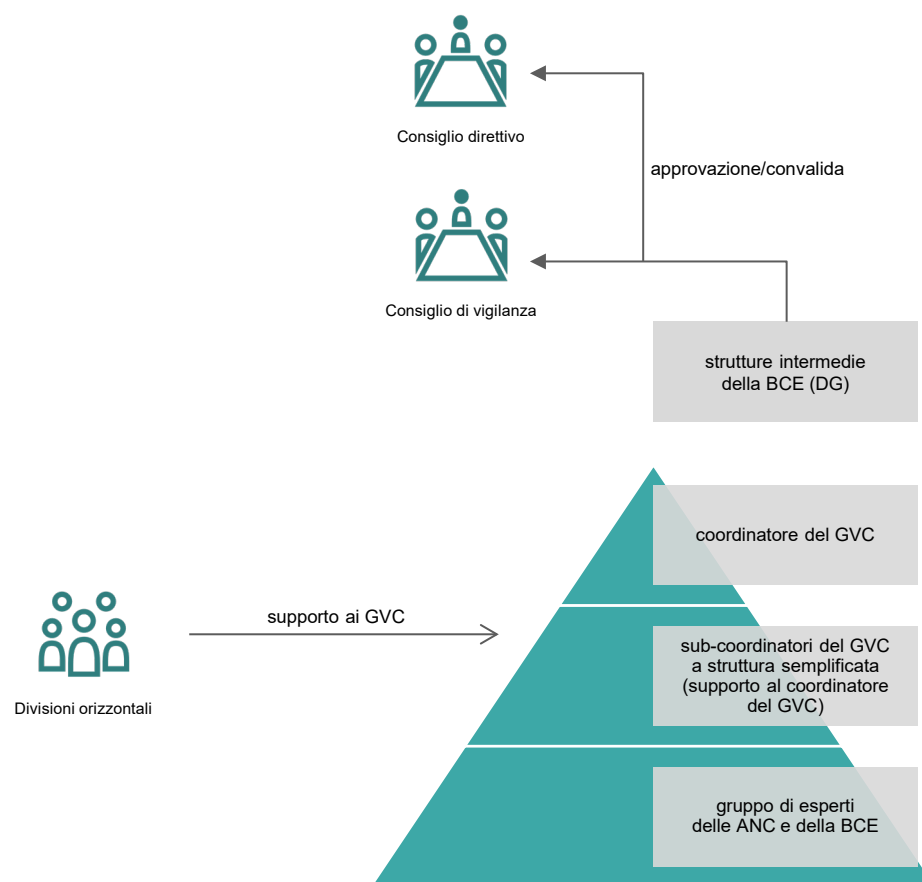 Consiglio direttivo
approvazione/convalida
Consiglio di vigilanza
strutture intermedie
della BCE (DG)
coordinatore del GVC
supporto ai GVC
Divisioni orizzontali
sub-coordinatori del GVC
a struttura semplificata
(supporto al coordinatore
del GVC)
gruppo di esperti
delle ANC e della BCE